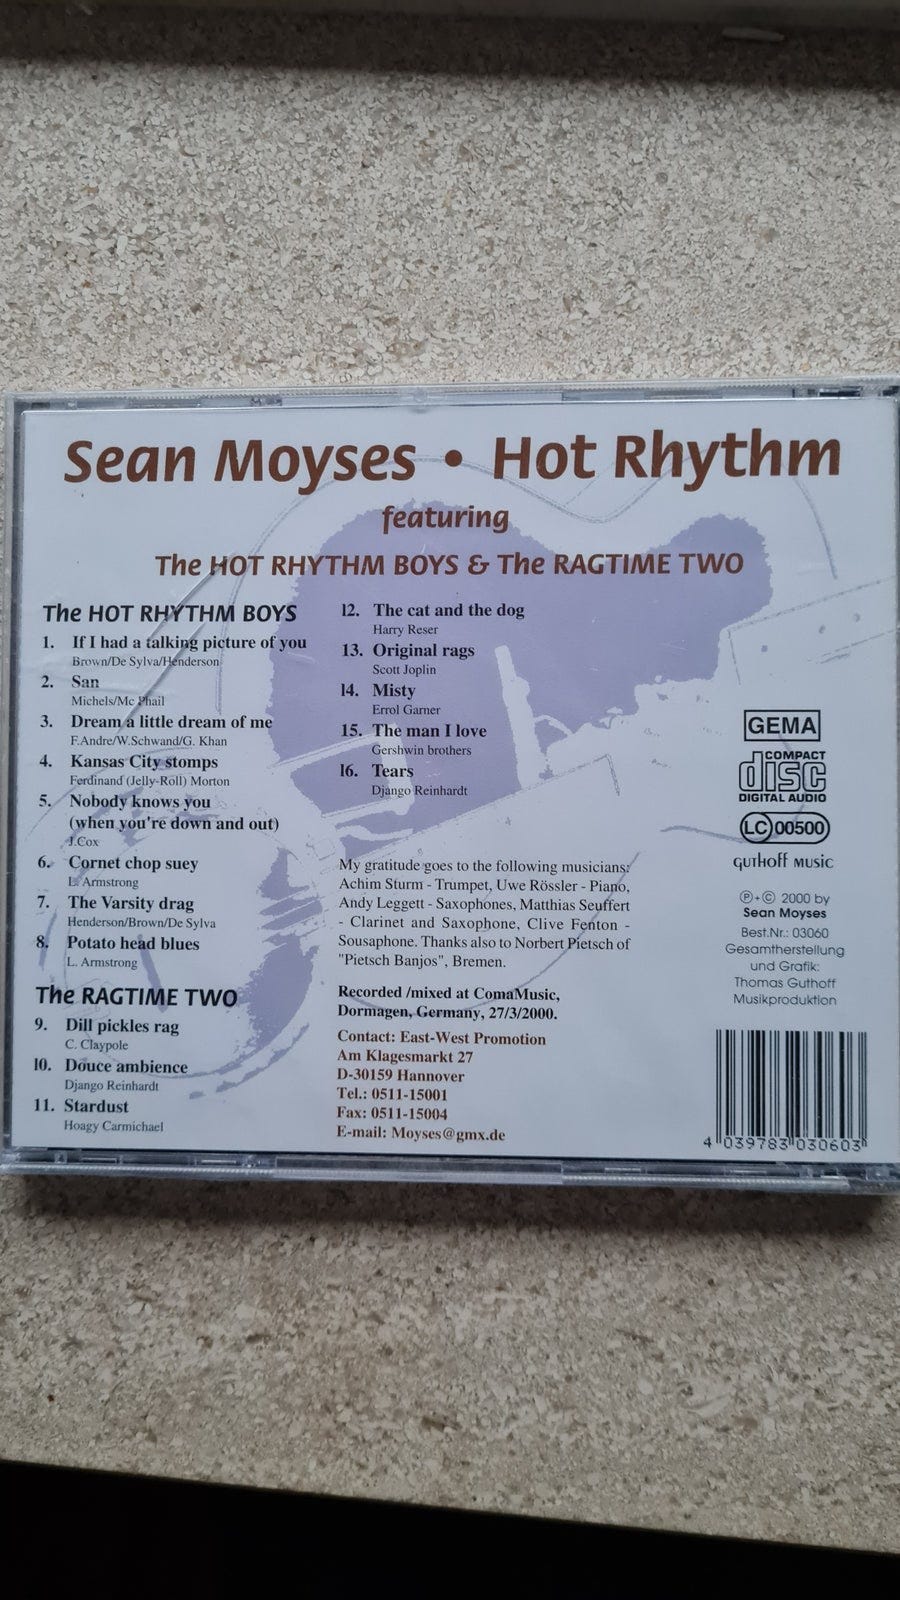 Sean Moyses • Hot Rhythm
featuring
The HOT RHYTHM BOYS & The RAGTIME TWO
The HOT RHYTHM BOYS
1. If I had a talking picture of you
Brown/De Sylva/Henderson
2. San
Michels/Mc Phail
3. Dream a little dream of me
F.Andre/W.Schwand/G. Khan
4. Kansas City stomps
Ferdinand (Jelly-Roll) Morton
5. Nobody knows you
(when you're down and out)
J.Cox
6. Cornet chop suey
L. Armstrong
7. The Varsity drag
Henderson/Brown/De Sylva
8. Potato head blues
L. Armstrong
The RAGTIME TWO
9. Dill pickles rag
C. Claypole
10. Douce ambience
Django Reinhardt
11. Stardust
Hoagy Carmichael
12. The cat and the dog
Harry Reser
13. Original rags
Scott Joplin
14. Misty
Errol Garner
15. The man I love
Gershwin brothers
16. Tears
Django Reinhardt
My gratitude goes to the following musicians:
Achim Sturm - Trumpet, Uwe Rössler - Piano,
Andy Leggett - Saxophones, Matthias Seuffert
- Clarinet and Saxophone, Clive Fenton -
Sousaphone. Thanks also to Norbert Pietsch of
"Pietsch Banjos", Bremen.
Recorded /mixed at ComaMusic,
Dormagen, Germany, 27/3/2000.
Contact: East-West Promotion
Am Klagesmarkt 27
D-30159 Hannover
Tel.: 0511-15001
Fax: 0511-15004
E-mail: Moyses@gmx.de
GEMA
COMPACT
disc
DIGITAL AUDIO
LC 00500
GUTHOFF MUSIC
℗+© 2000 by
Sean Moyses
Best.Nr.: 03060
Gesamtherstellung
und Grafik:
Thomas Guthoff
Musikproduktion
4 039783 030603